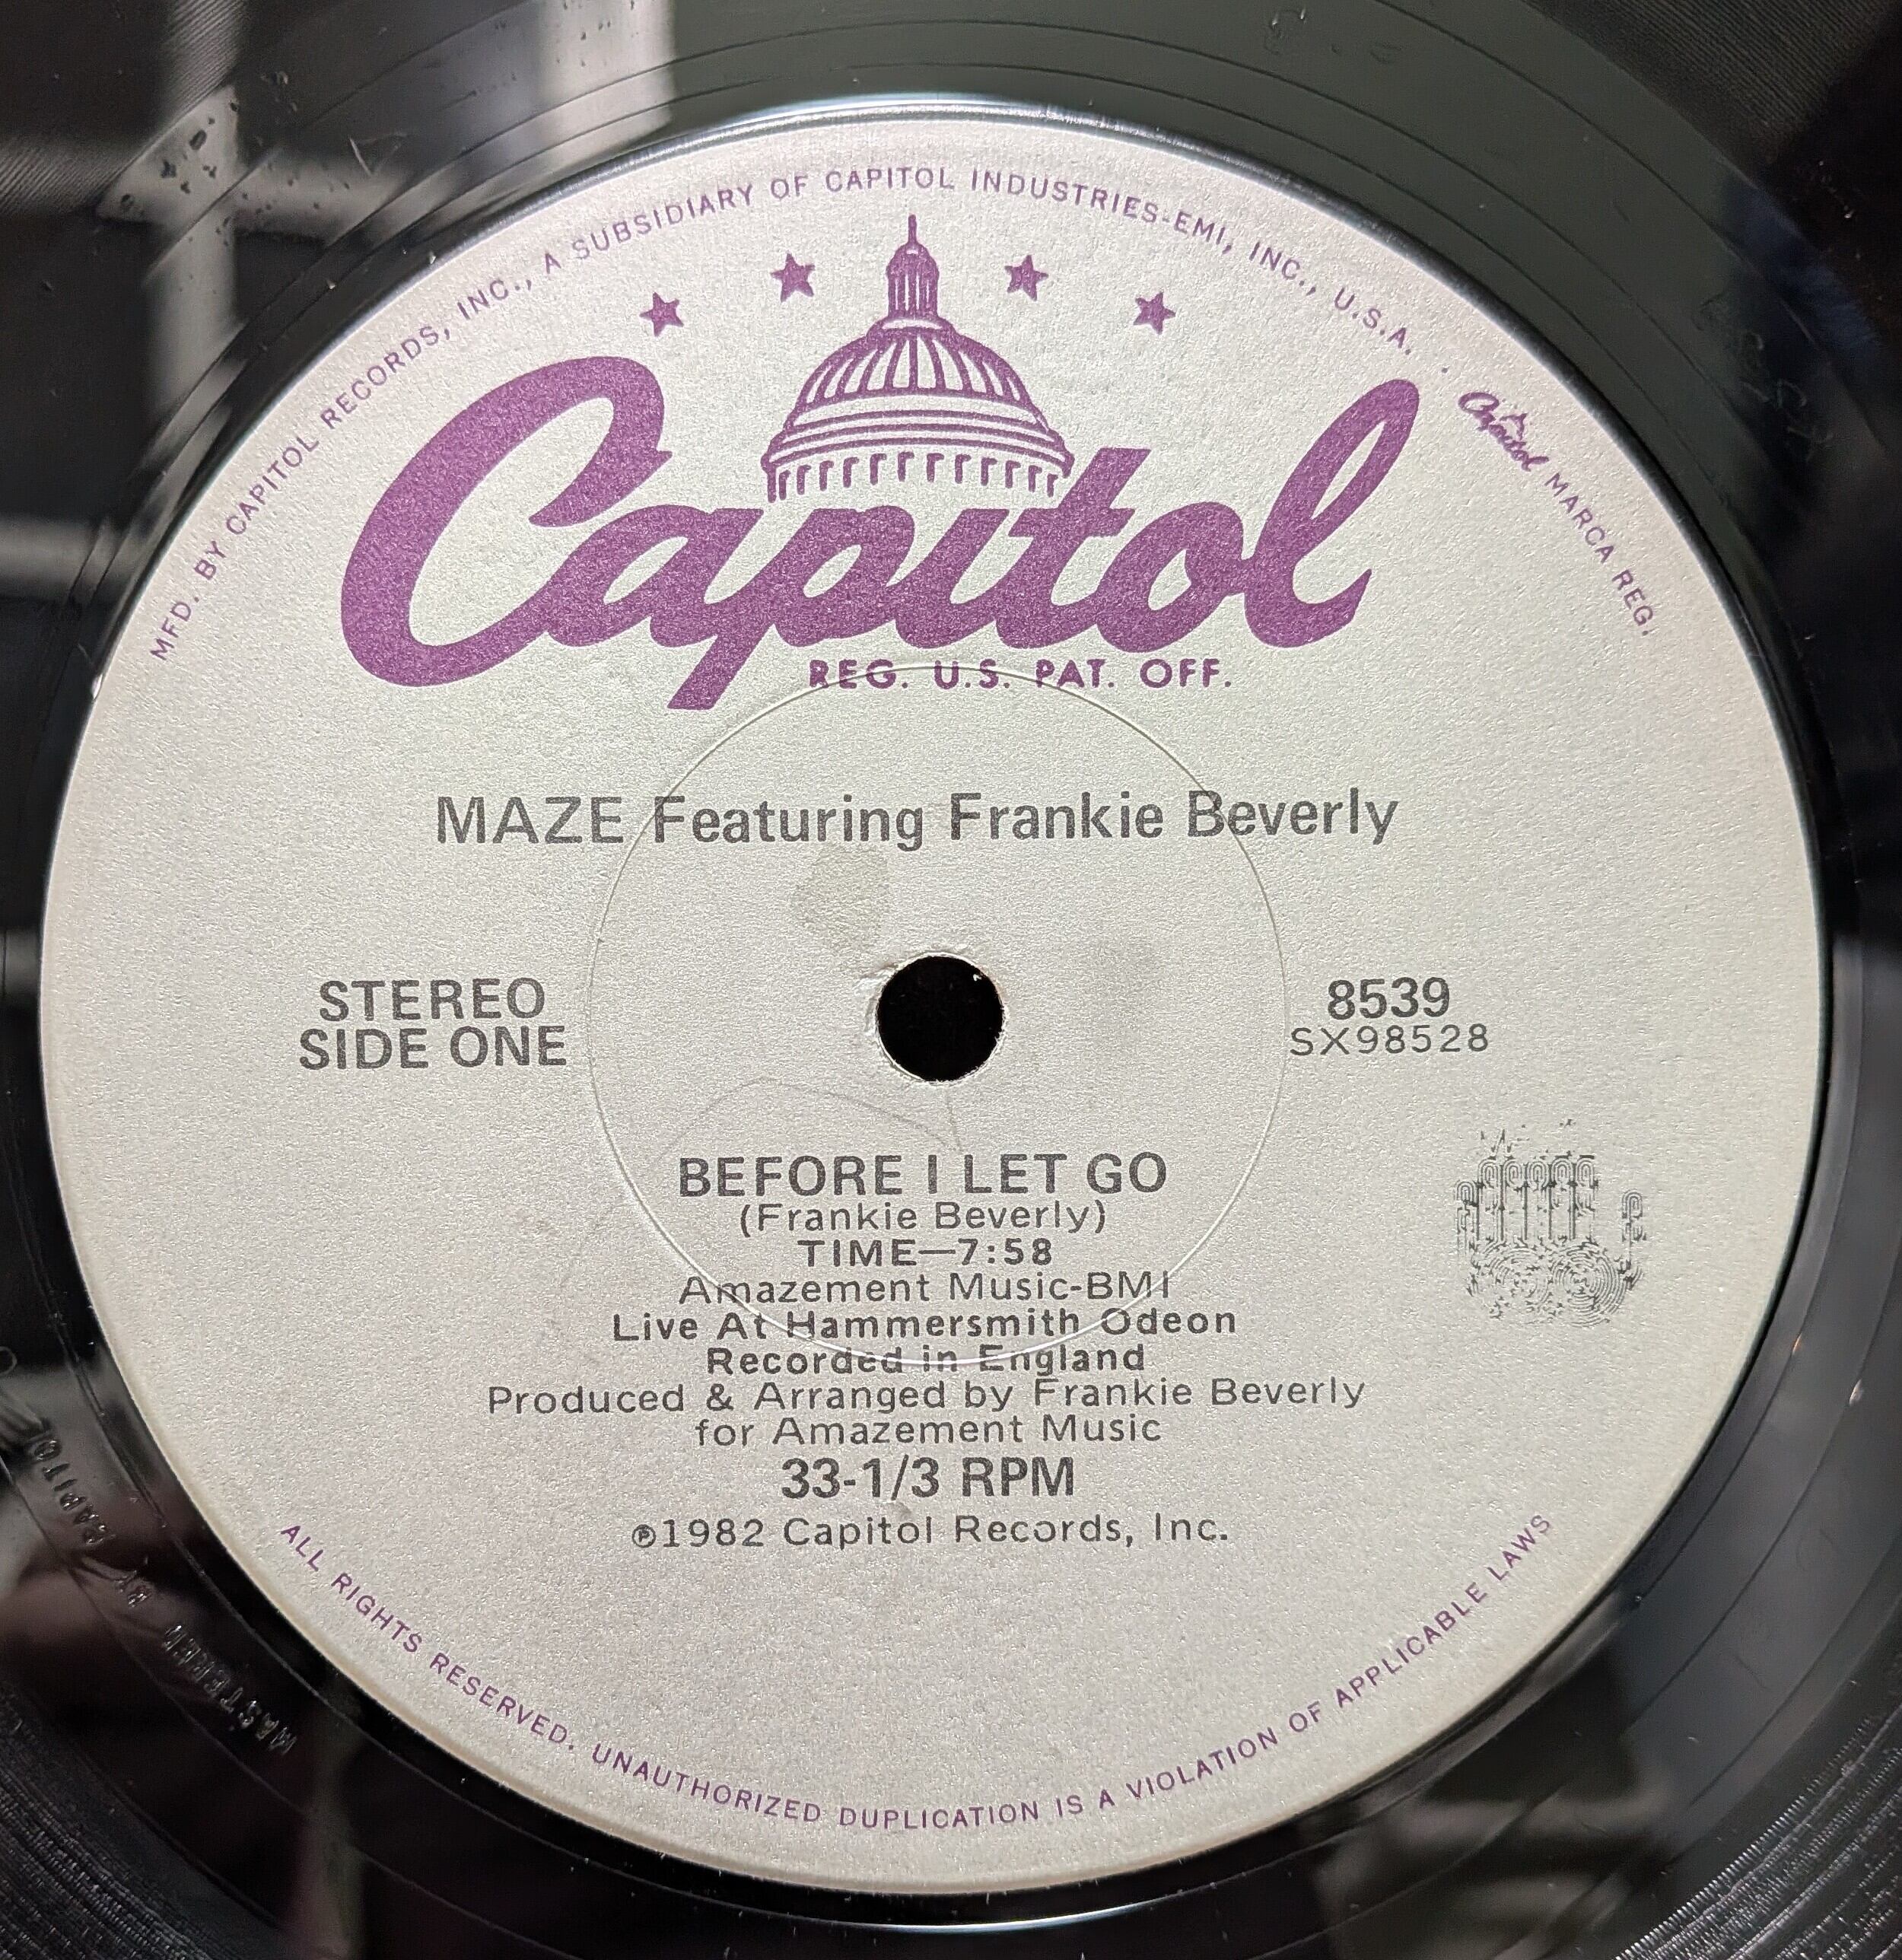 MFD. BY CAPITOL RECORDS, INC., A SUBSIDIARY OF CAPITOL INDUSTRIES-EMI, INC., U.S.A. . Capitol MARCA REG.
Capitol
REG. U.S. PAT. OFF.
MAZE Featuring Frankie Beverly
STEREO
SIDE ONE
8539
SX98528
BEFORE I LET GO
(Frankie Beverly)
TIME—7:58
Amazement Music-BMI
Live At Hammersmith Odeon
Recorded in England
Produced & Arranged by Frankie Beverly
for Amazement Music
33-1/3 RPM
℗1982 Capitol Records, Inc.
ALL RIGHTS RESERVED. UNAUTHORIZED DUPLICATION IS A VIOLATION OF APPLICABLE LAWS
MASTERED BY CAPITOL